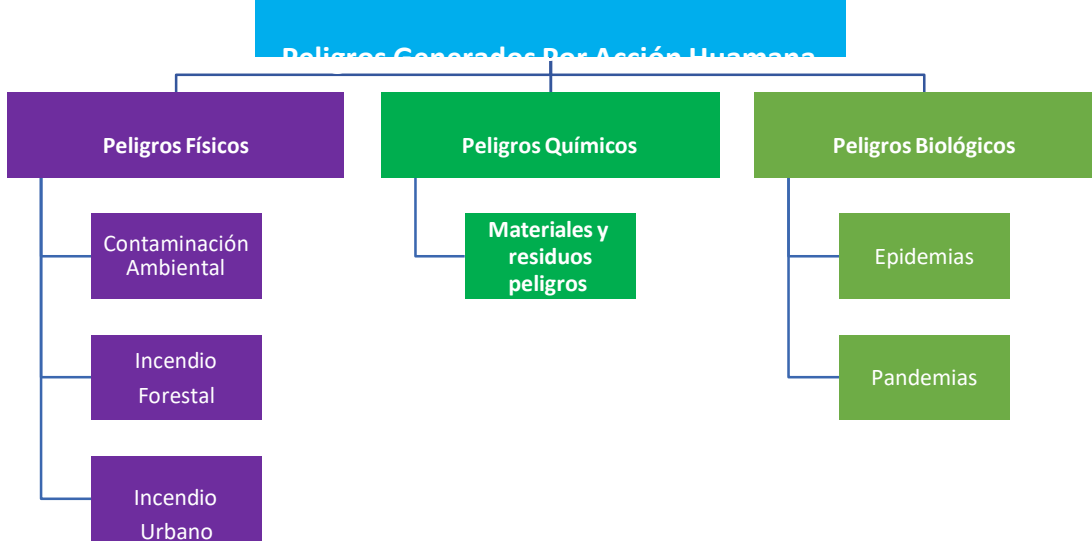 Peligros Generados Por Acción Huamana
Peligros Físicos
Peligros Químicos
Peligros Biológicos
Contaminación
Ambiental
Materiales y
residuos
peligros
Epidemias
Incendio
Forestal
Pandemias
Incendio
Urbano